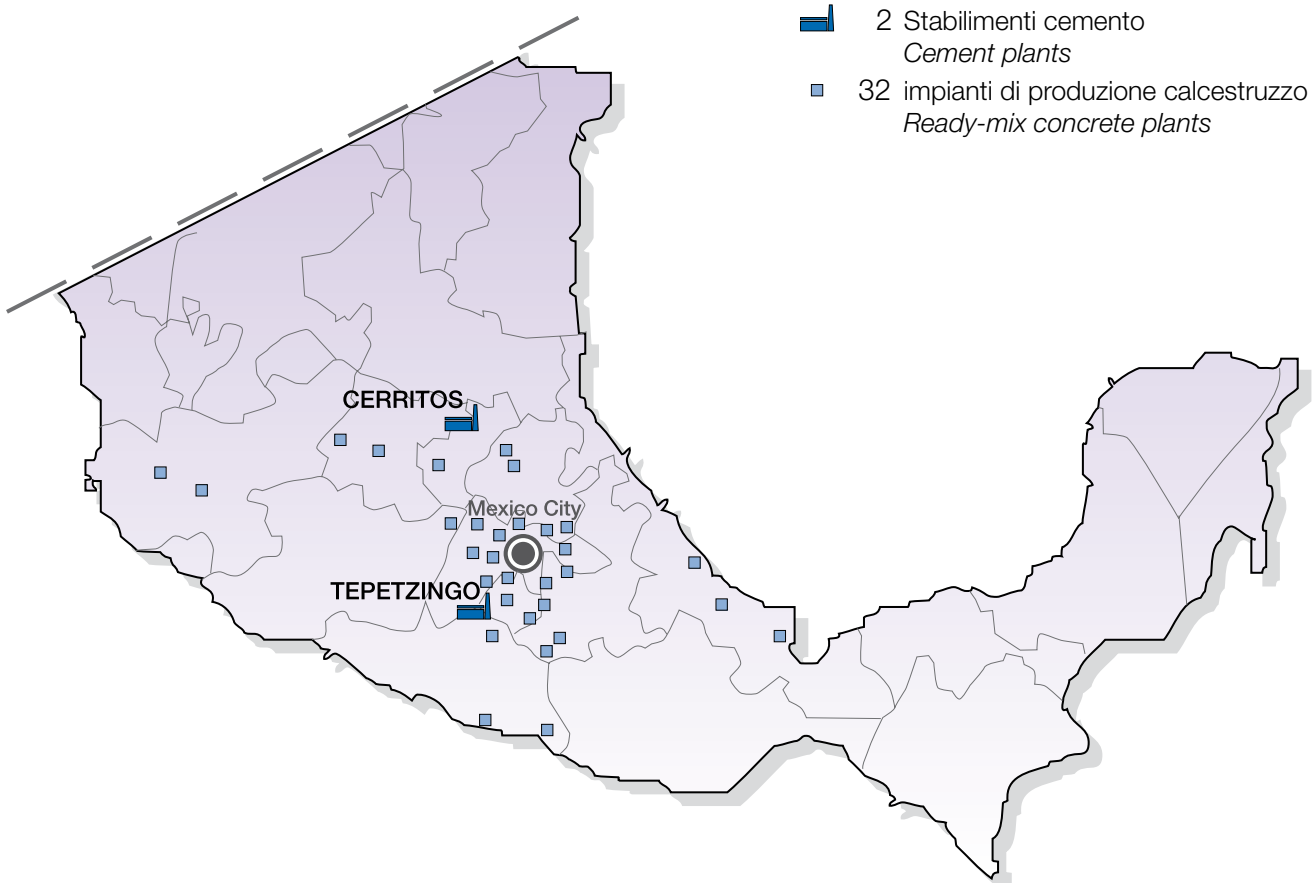 2 Stabilimenti cemento
Cement plants
32 impianti di produzione calcestruzzo
Ready-mix concrete plants
CERRITOS
Mexico City
TEPETZINGO